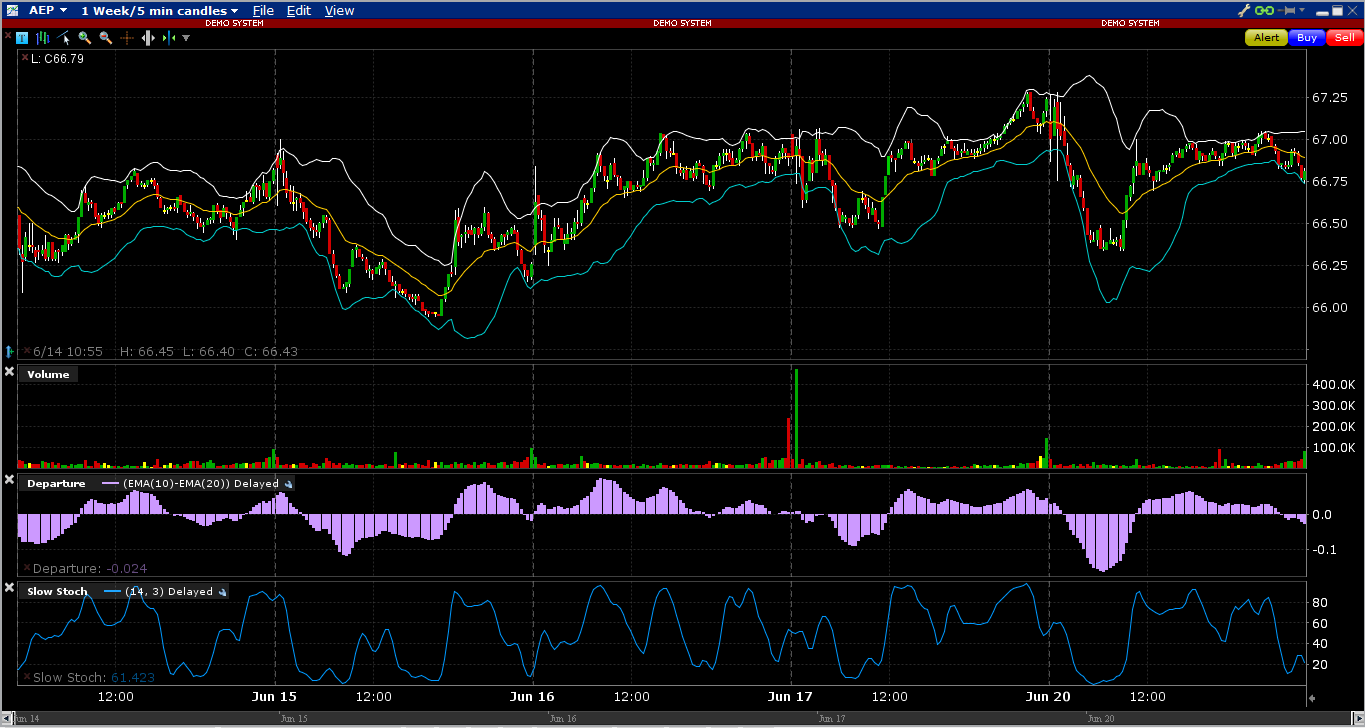 AEP 1 Week/5 min candles File Edit View
DEMO SYSTEM DEMO SYSTEM DEMO SYSTEM
T Alert Buy Sell
L: C66.79
67.25
67.00
66.75
66.50
66.25
66.00
6/14 10:55 H: 66.45 L: 66.40 C: 66.43
Volume
400.0K
300.0K
200.0K
100.0K
Departure (EMA(10)-EMA(20)) Delayed
0.0
-0.1
Departure: -0.024
Slow Stoch (14, 3) Delayed
80
60
40
20
Slow Stoch: 61.423
12:00 Jun 15 12:00 Jun 16 12:00 Jun 17 12:00 Jun 20 12:00
Jun 14 Jun 15 Jun 16 Jun 17 Jun 20